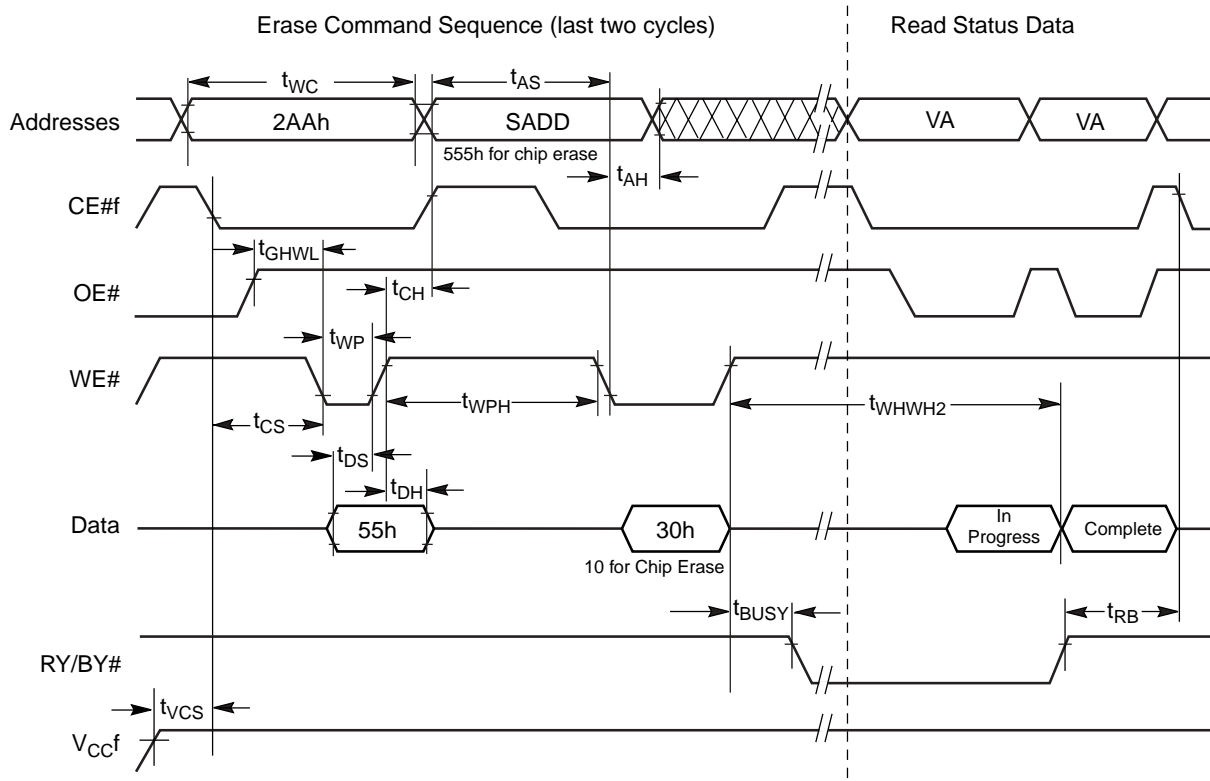 Erase Command Sequence (last two cycles)
Read Status Data
tWC
tAS
Addresses
2AAh
SADD
VA
VA
555h for chip erase
tAH
CE#f
tGHWL
OE#
tCH
tWP
WE#
tWPH
tWHWH2
tCS
tDS
tDH
Data
55h
30h
In
Progress
Complete
10 for Chip Erase
tBUSY
tRB
RY/BY#
tVCS
VCCf